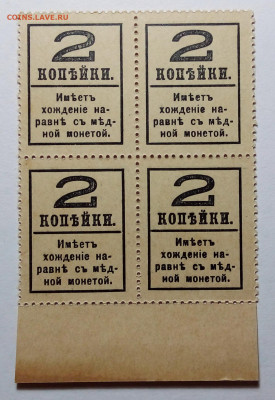 COINS.LAVE.RU
2 2
КОПѢЙКИ. КОПѢЙКИ.
Имѣетъ Имѣетъ
хожденіе на- хожденіе на-
равнѣ съ мѣд- равнѣ съ мѣд-
ной монетой. ной монетой.
2 2
КОПѢЙКИ. КОПѢЙКИ.
Имѣетъ Имѣетъ
хожденіе на- хожденіе на-
равнѣ съ мѣд- равнѣ съ мѣд-
ной монетой. ной монетой.